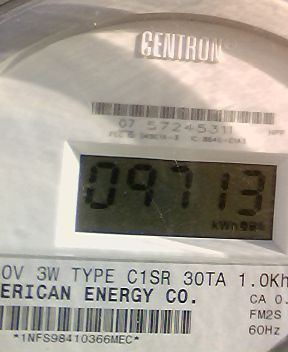 CENTRON
07 57245311
09713
kWh
0V 3W TYPE C1SR 30TA 1.0Kh
ERICAN ENERGY CO.
CA 0.
FM2S
60Hz
*1NFS98410366MEC*